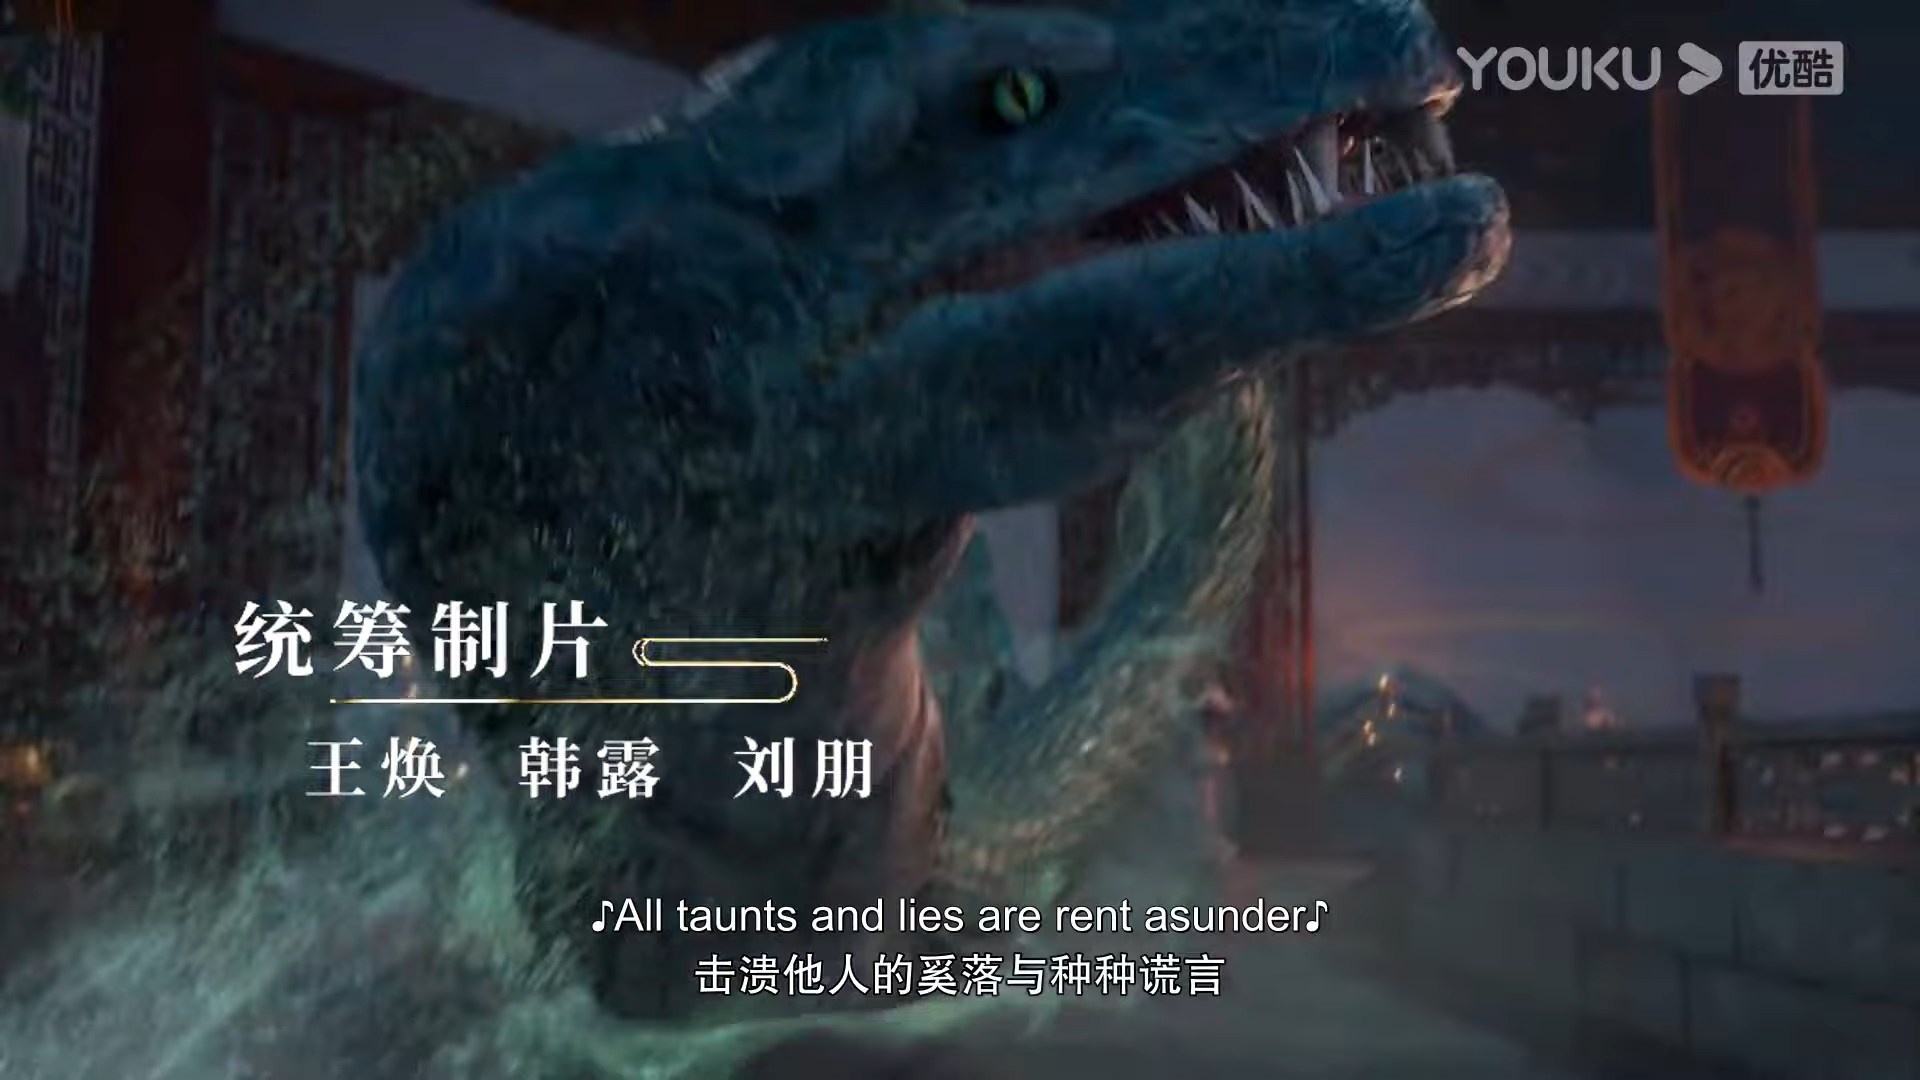 YOUKU 优酷
统筹制片
王焕 韩露 刘朋
♪All taunts and lies are rent asunder♪
击溃他人的奚落与种种谎言